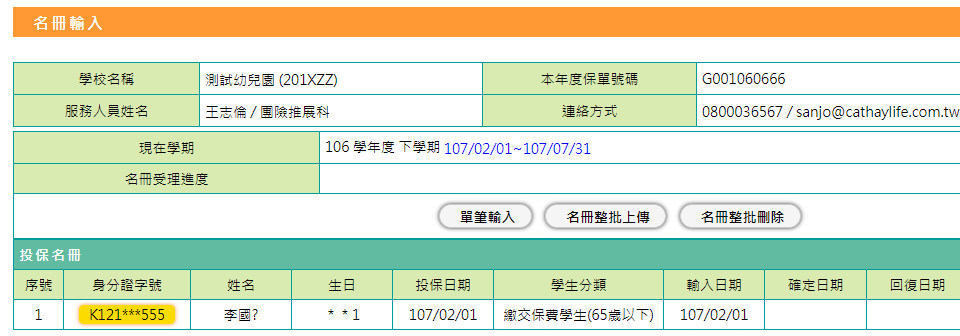 名冊輸入
學校名稱 測試幼兒園 (201XZZ) 本年度保單號碼 G001060666
服務人員姓名 王志倫 / 團險推展科 連絡方式 0800036567 / sanjo@cathaylife.com.tw
現在學期 106 學年度 下學期 107/02/01~107/07/31
名冊受理進度
單筆輸入 名冊整批上傳 名冊整批刪除
投保名冊
序號 身分證字號 姓名 生日 投保日期 學生分類 輸入日期 確定日期 回復日期
1 K121***555 李國? * *1 107/02/01 繳交保費學生(65歲以下) 107/02/01